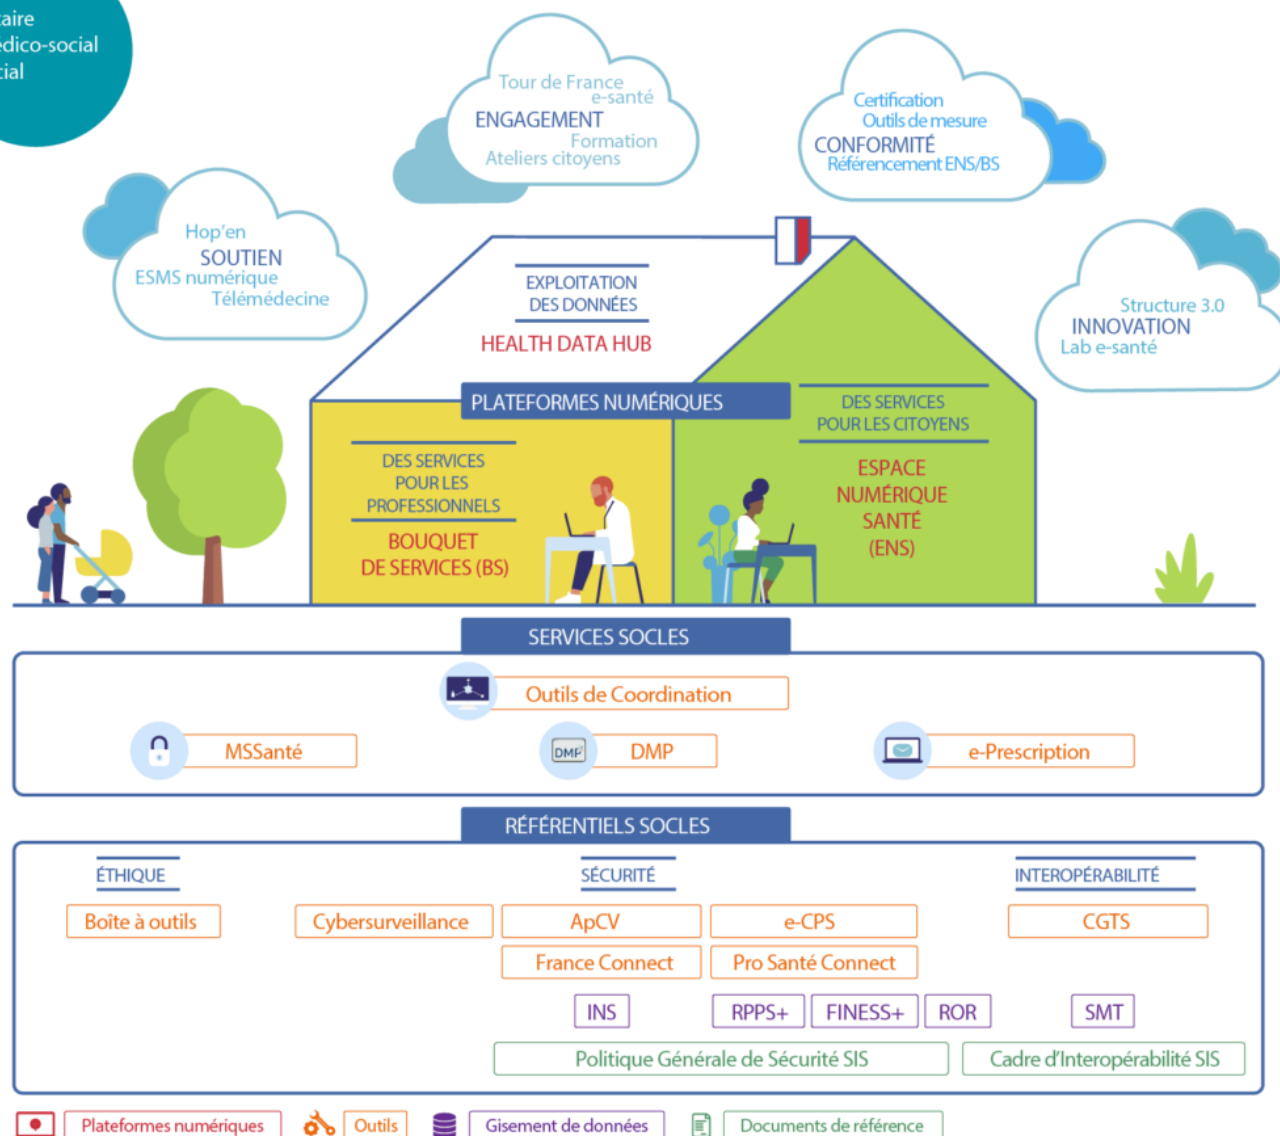 Tour de France
e-santé
ENGAGEMENT
Formation
Ateliers citoyens
Certification
Outils de mesure
CONFORMITÉ
Référencement ENS/BS
Hop'en
SOUTIEN
ESMS numérique
Télémédecine
Structure 3.0
INNOVATION
Lab e-santé
EXPLOITATION
DES DONNÉES
HEALTH DATA HUB
PLATEFORMES NUMÉRIQUES
DES SERVICES
POUR LES
PROFESSIONNELS
BOUQUET
DE SERVICES (BS)
DES SERVICES
POUR LES CITOYENS
ESPACE
NUMÉRIQUE
SANTÉ
(ENS)
SERVICES SOCLES
Outils de Coordination
MSSanté
DMP
DMP
e-Prescription
RÉFÉRENTIELS SOCLES
ÉTHIQUE
SÉCURITÉ
INTEROPÉRABILITÉ
Boîte à outils
Cybersurveillance
ApCV
e-CPS
CGTS
France Connect
Pro Santé Connect
INS
RPPS+
FINESS+
ROR
SMT
Politique Générale de Sécurité SIS
Cadre d'Interopérabilité SIS
Plateformes numériques
Outils
Gisement de données
Documents de référence